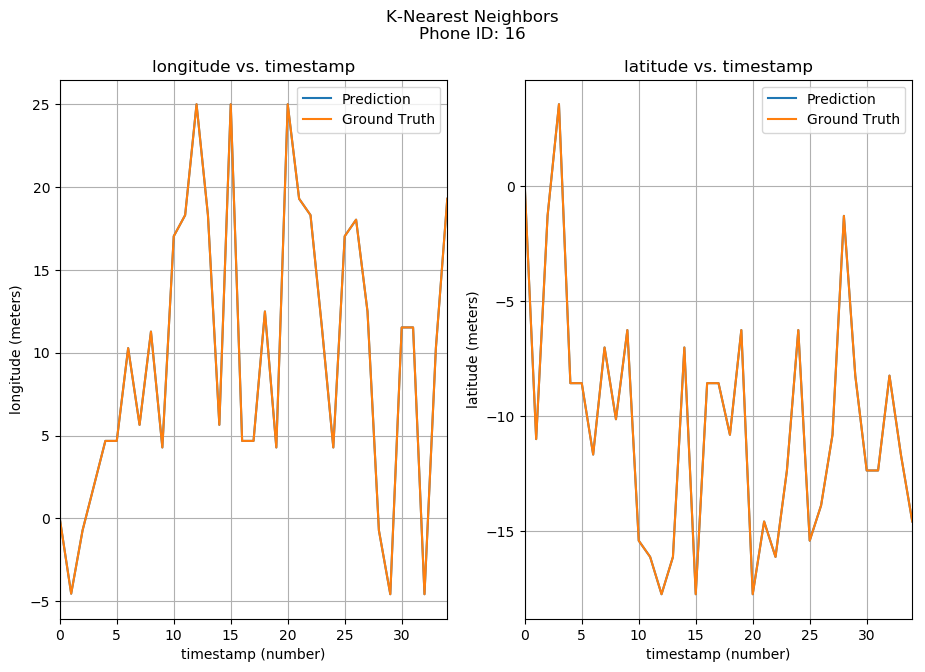 K-Nearest Neighbors
Phone ID: 16
longitude vs. timestamp
Prediction
Ground Truth
25
20
15
10
5
0
−5
longitude (meters)
0 5 10 15 20 25 30
timestamp (number)
latitude vs. timestamp
Prediction
Ground Truth
0
−5
−10
−15
latitude (meters)
0 5 10 15 20 25 30
timestamp (number)